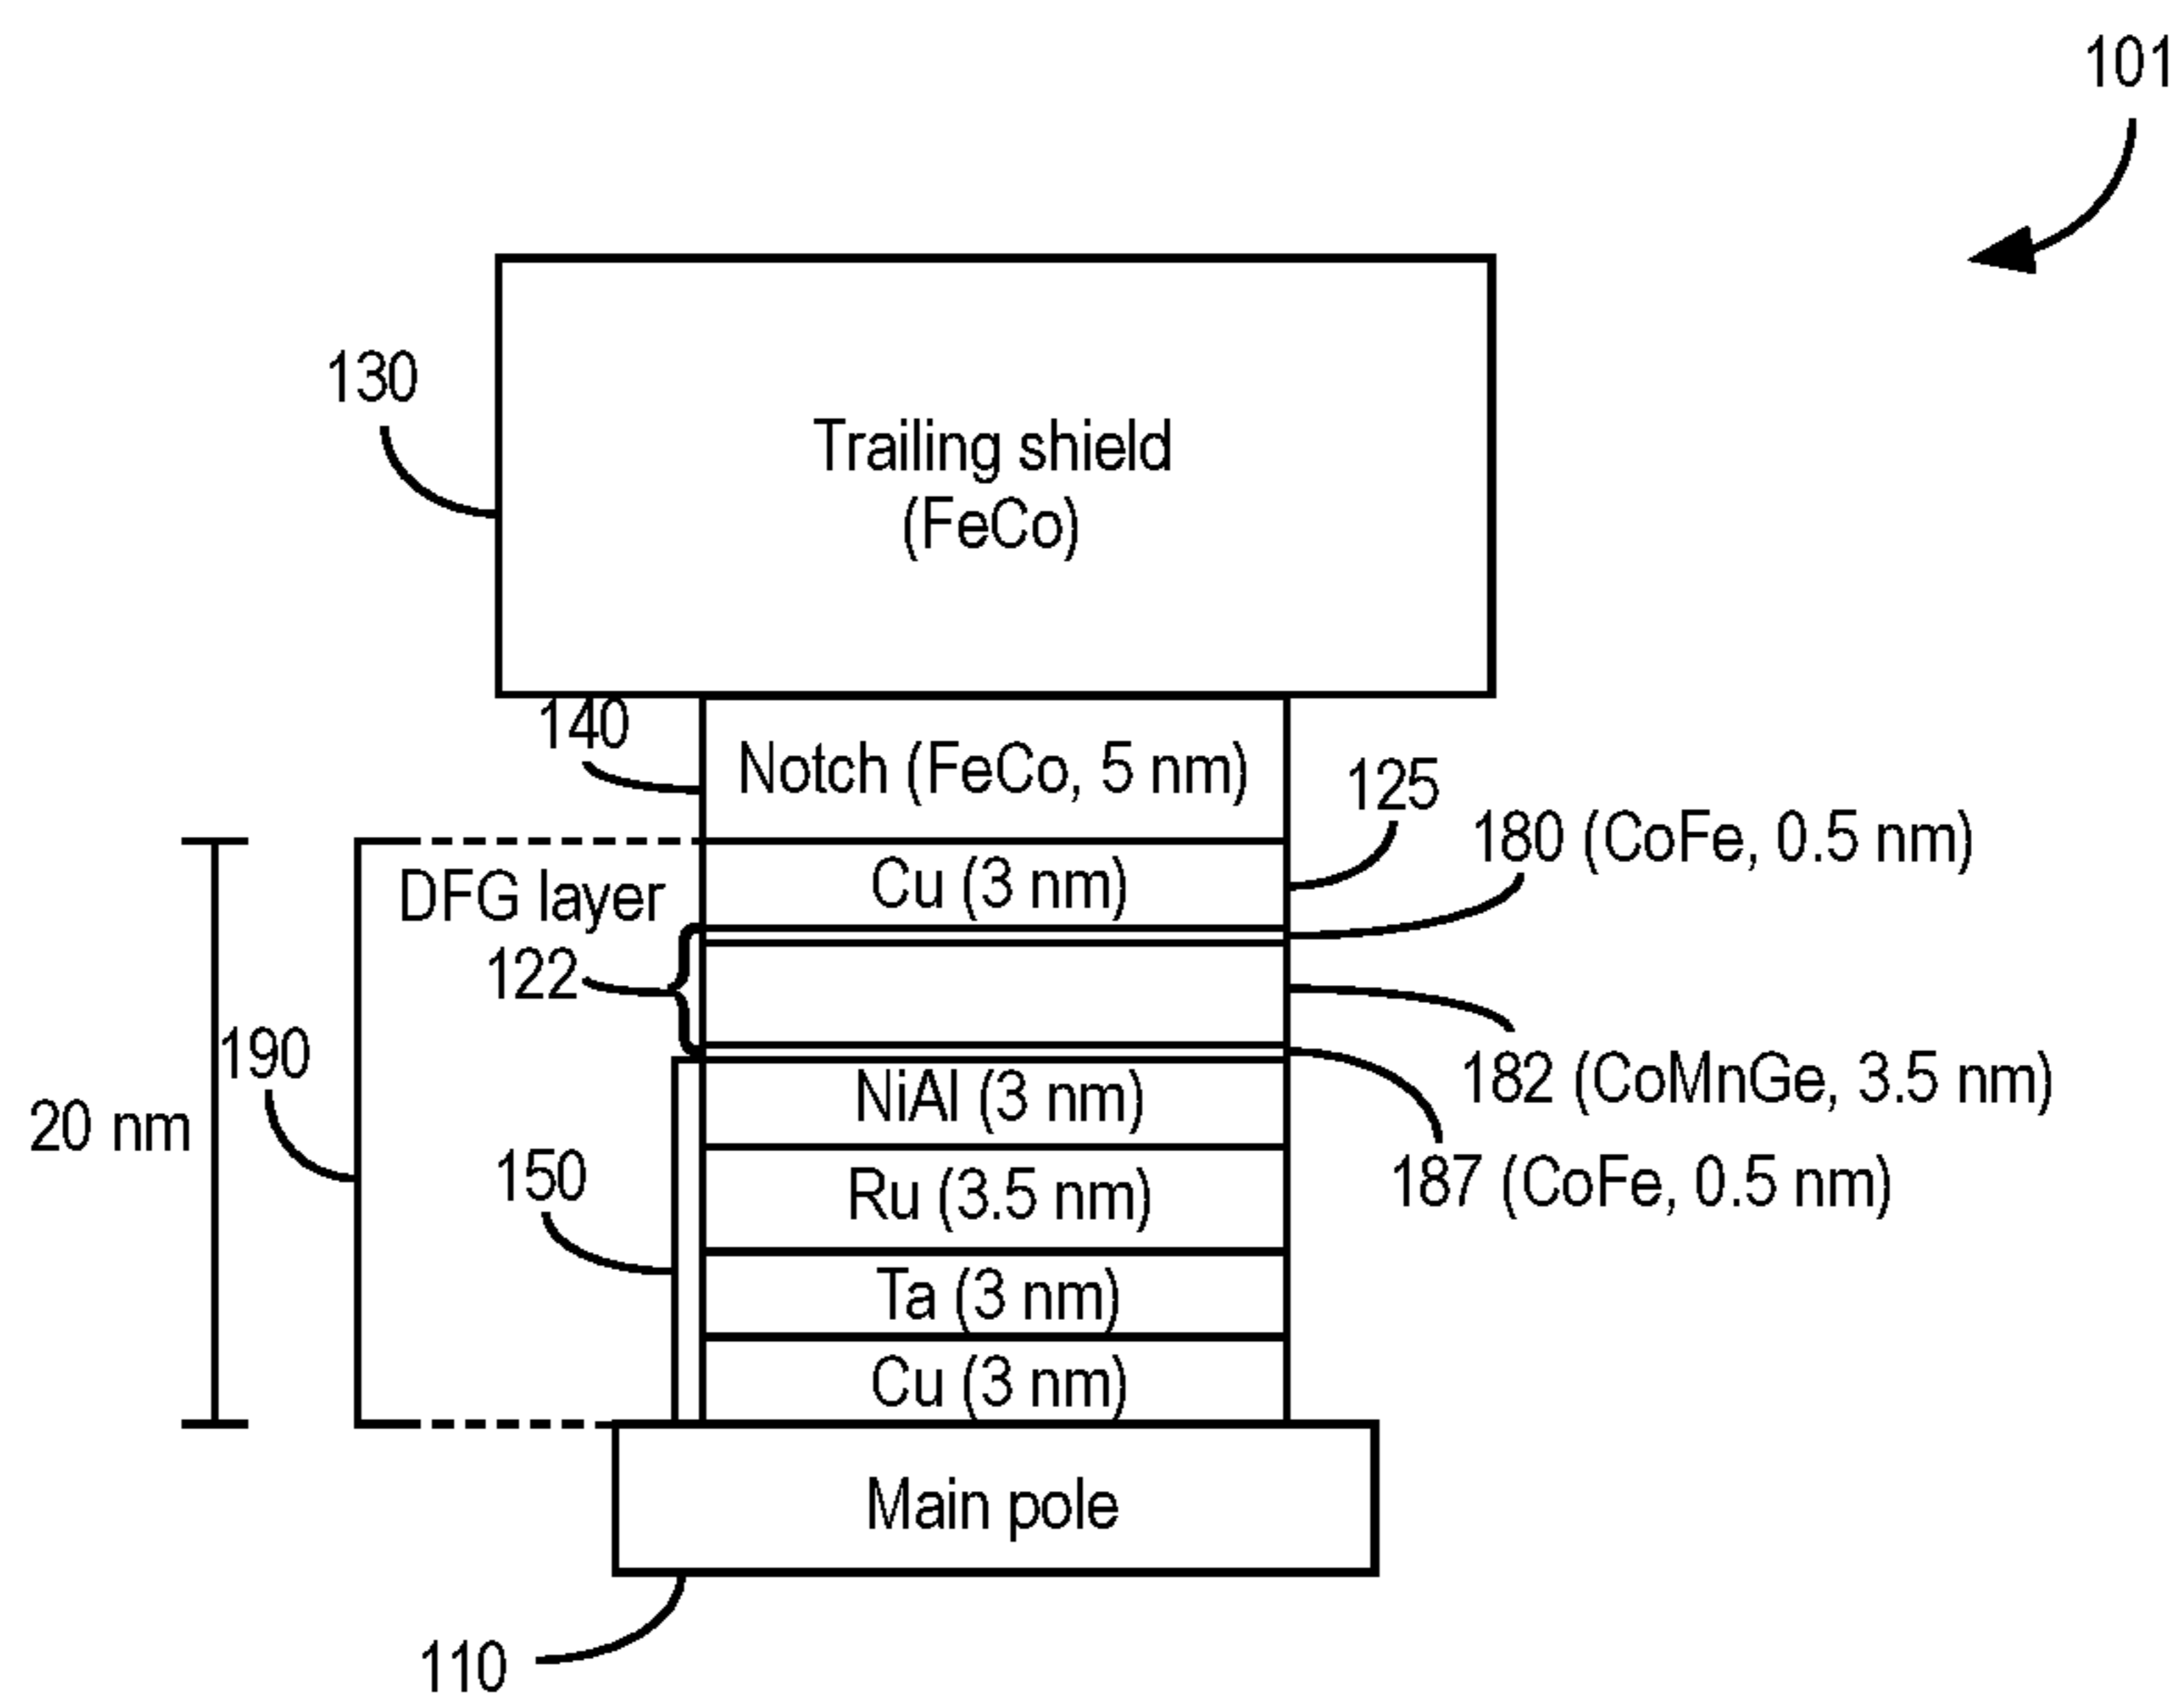 101
130
Trailing shield
(FeCo)
140
Notch (FeCo, 5 nm)
125
180 (CoFe, 0.5 nm)
Cu (3 nm)
DFG layer
122
190
182 (CoMnGe, 3.5 nm)
NiAl (3 nm)
20 nm
150
187 (CoFe, 0.5 nm)
Ru (3.5 nm)
Ta (3 nm)
Cu (3 nm)
Main pole
110